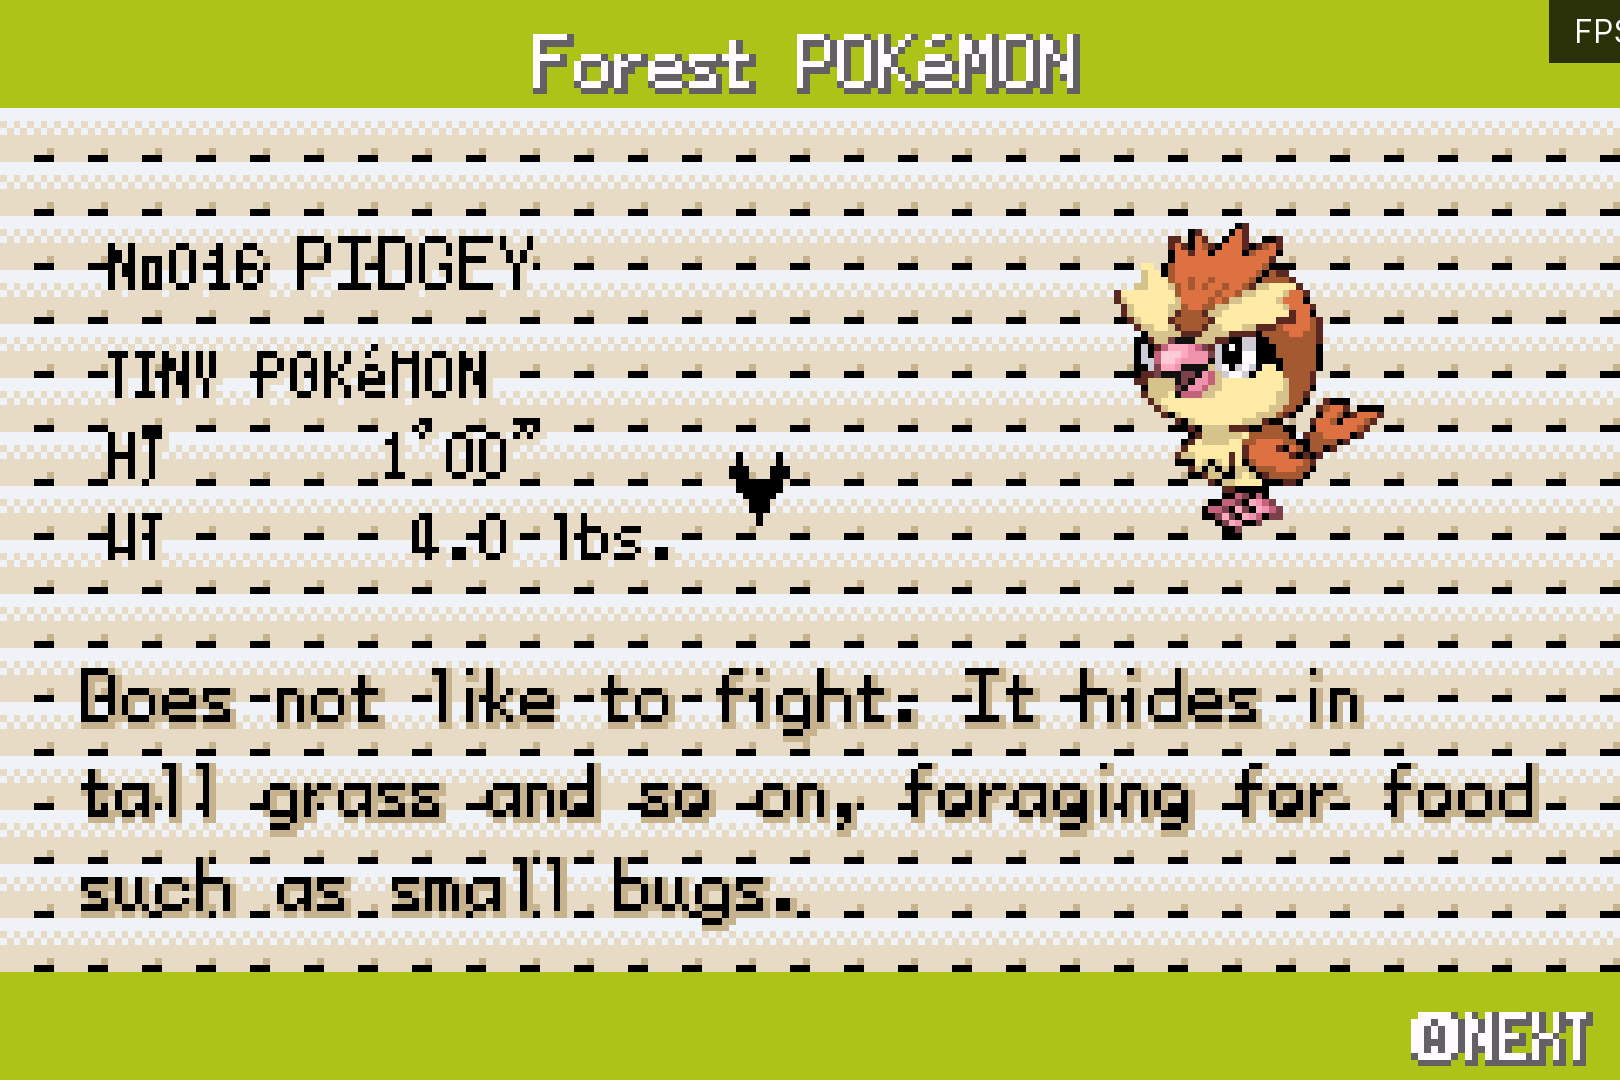 Forest POKéMON
FPS
No016 PIDGEY
TINY POKéMON
HT 1'00"
WT 4.0 lbs.
Does not like to fight. It hides in
tall grass and so on, foraging for food
such as small bugs.
A NEXT